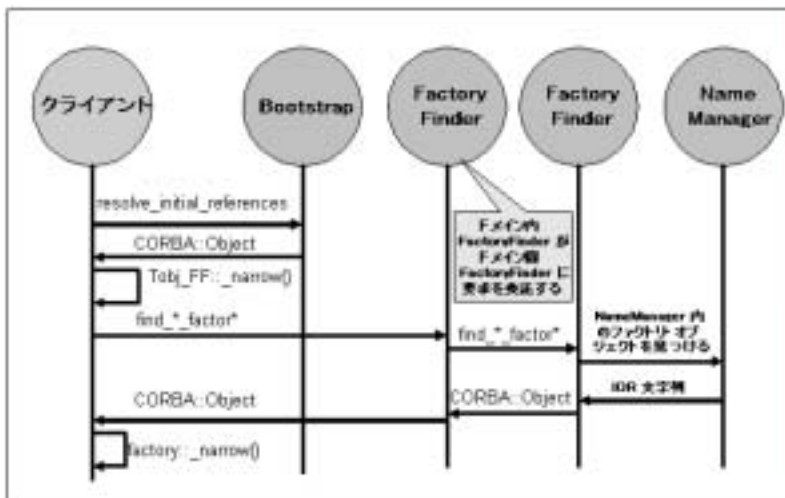 クライアント
Bootstrap
Factory
Finder
Factory
Finder
Name
Manager
resolve_initial_references
CORBA::Object
Tobj_FF::_narrow()
ドメイン内
FactoryFinder が
ドメイン間
FactoryFinder に
要求を委託する
find_*_factor*
find_*_factor*
NameManager 内
のファクトリ オブ
ジェクトを見つける
IOR 文字列
CORBA::Object
CORBA::Object
factory::_narrow()